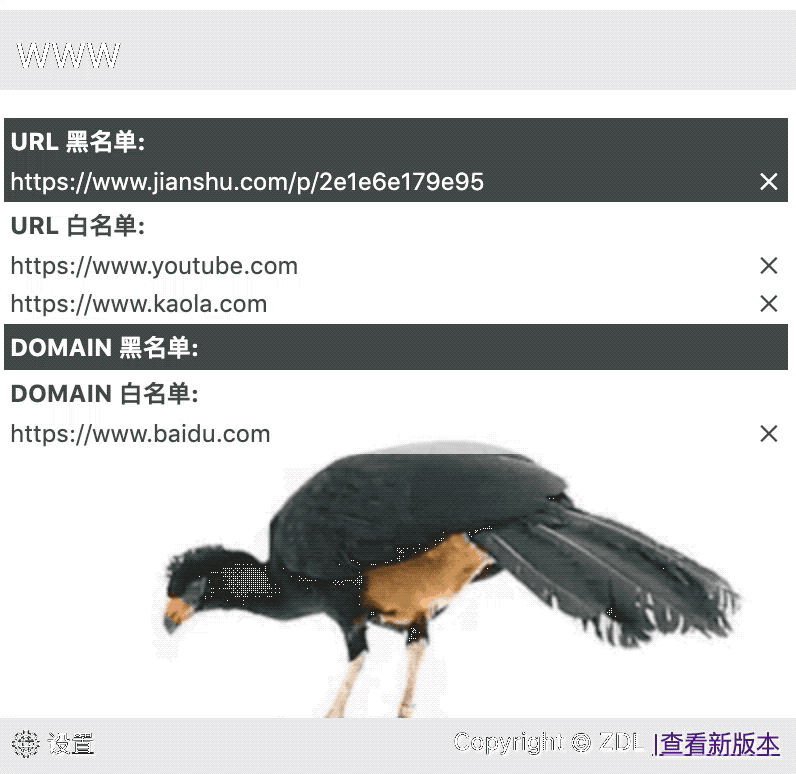 WWW
URL 黑名单:
https://www.jianshu.com/p/2e1e6e179e95
URL 白名单:
https://www.youtube.com
https://www.kaola.com
DOMAIN 黑名单:
DOMAIN 白名单:
https://www.baidu.com
设置 Copyright © ZDL |查看新版本